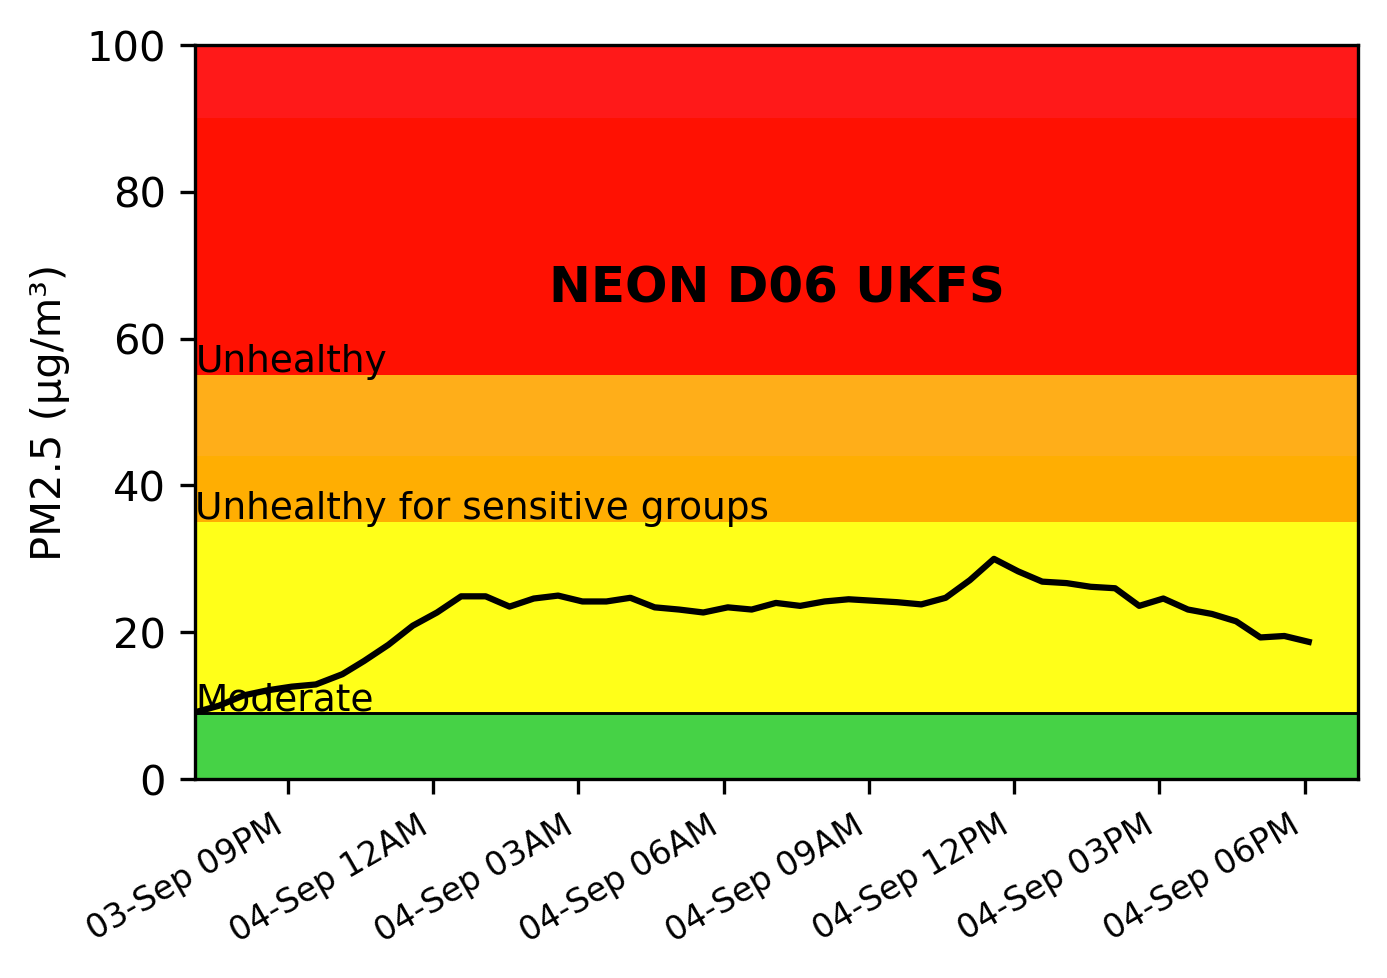 100
80
60
40
20
0
PM2.5 (µg/m³)
NEON D06 UKFS
Unhealthy
Unhealthy for sensitive groups
Moderate
03-Sep 09PM
04-Sep 12AM
04-Sep 03AM
04-Sep 06AM
04-Sep 09AM
04-Sep 12PM
04-Sep 03PM
04-Sep 06PM